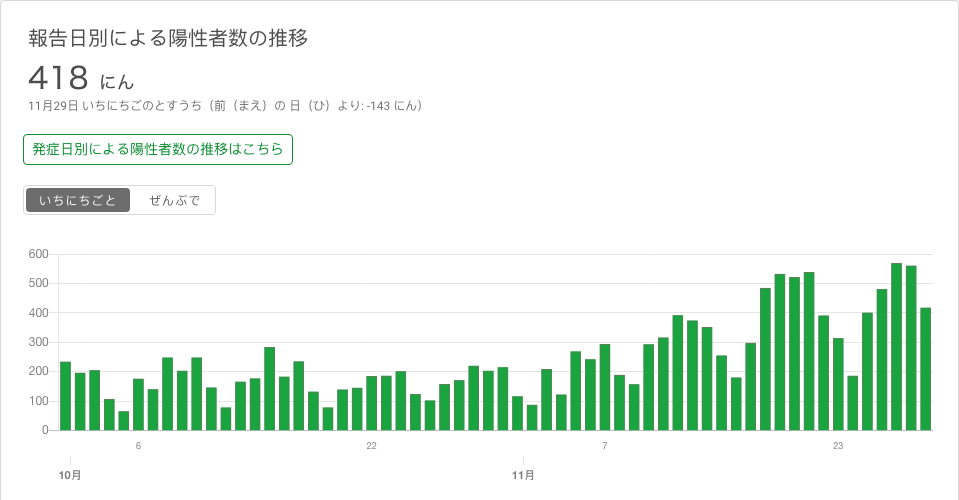 報告日別による陽性者数の推移
418 にん
11月29日 いちにちごのとすうち（前（まえ）の 日（ひ）より: -143 にん）
発症日別による陽性者数の推移はこちら
いちにちごと ぜんぶで
600
500
400
300
200
100
0
6 22 7 23
10月 11月